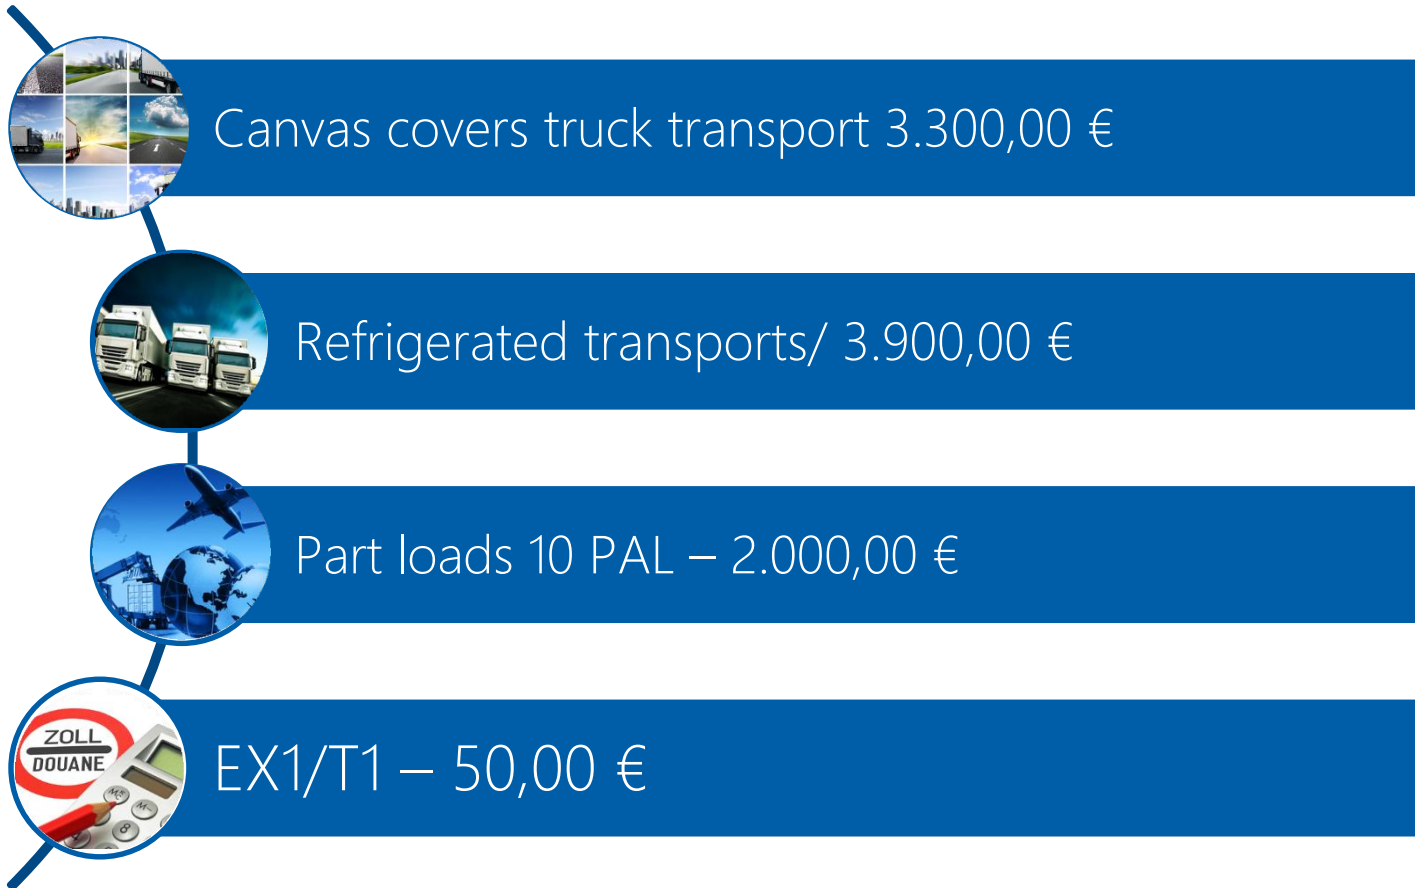 Canvas covers truck transport 3.300,00 €
Refrigerated transports/ 3.900,00 €
Part loads 10 PAL – 2.000,00 €
ZOLL
DOUANE
EX1/T1 – 50,00 €
M-
8